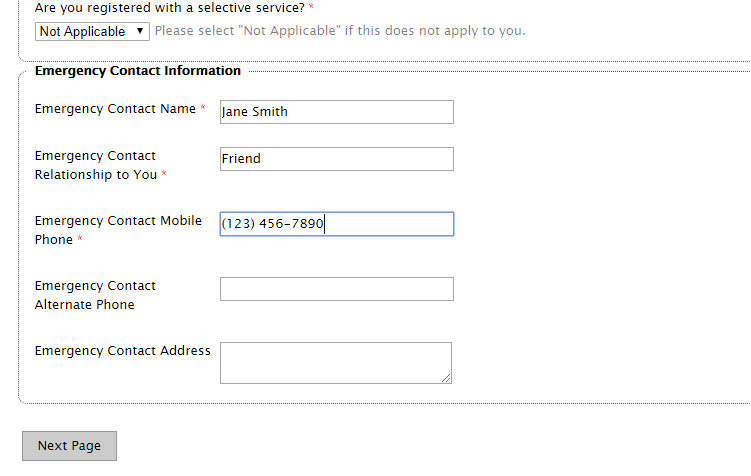 Are you registered with a selective service? *
Not Applicable ▼ Please select "Not Applicable" if this does not apply to you.
Emergency Contact Information
Emergency Contact Name * Jane Smith
Emergency Contact
Relationship to You *
Friend
Emergency Contact Mobile
Phone *
(123) 456-7890
Emergency Contact
Alternate Phone
Emergency Contact Address
Next Page